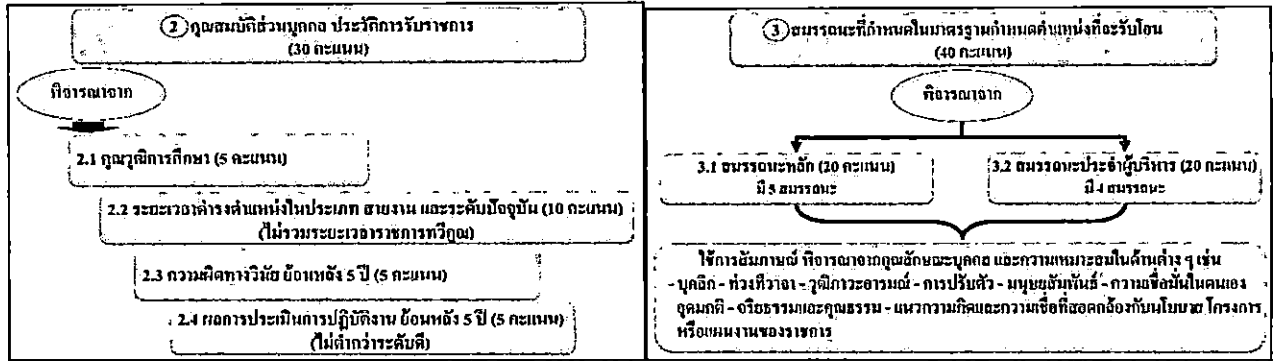 ② คุณสมบัติส่วนบุคคล ประวัติการรับราชการ
(30 คะแนน)
พิจารณาจาก
2.1 คุณวุฒิการศึกษา (5 คะแนน)
2.2 ระยะเวลาดำรงตำแหน่งในประเภท สายงาน และระดับปัจจุบัน (10 คะแนน)
(ไม่รวมระยะเวลาราชการทวีคูณ)
2.3 ความผิดทางวินัย ย้อนหลัง 5 ปี (5 คะแนน)
2.4 ผลการประเมินการปฏิบัติงาน ย้อนหลัง 5 ปี (5 คะแนน)
(ไม่ต่ำกว่าระดับดี)
③ สมรรถนะที่กำหนดในมาตรฐานกำหนดตำแหน่งที่จะรับโอน
(40 คะแนน)
พิจารณาจาก
3.1 สมรรถนะหลัก (20 คะแนน)
มี 5 สมรรถนะ
3.2 สมรรถนะประจำผู้บริหาร (20 คะแนน)
มี 4 สมรรถนะ
ใช้การสัมภาษณ์ พิจารณาจากคุณลักษณะบุคคล และความเหมาะสมในด้านต่าง ๆ เช่น
- บุคลิก - ท่วงทีวาจา - วุฒิภาวะอารมณ์ - การปรับตัว - มนุษยสัมพันธ์ - ความเชื่อมั่นในตนเอง
อุดมคติ - จริยธรรมและคุณธรรม - แนวความคิดและความเชื่อที่สอดคล้องกับนโยบาย โครงการ
หรือแผนงานของราชการ